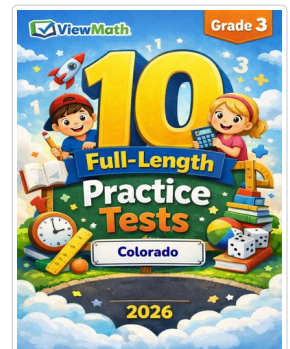 ViewMath
Grade 3
10
Full-Length
Practice
Tests
Colorado
2026